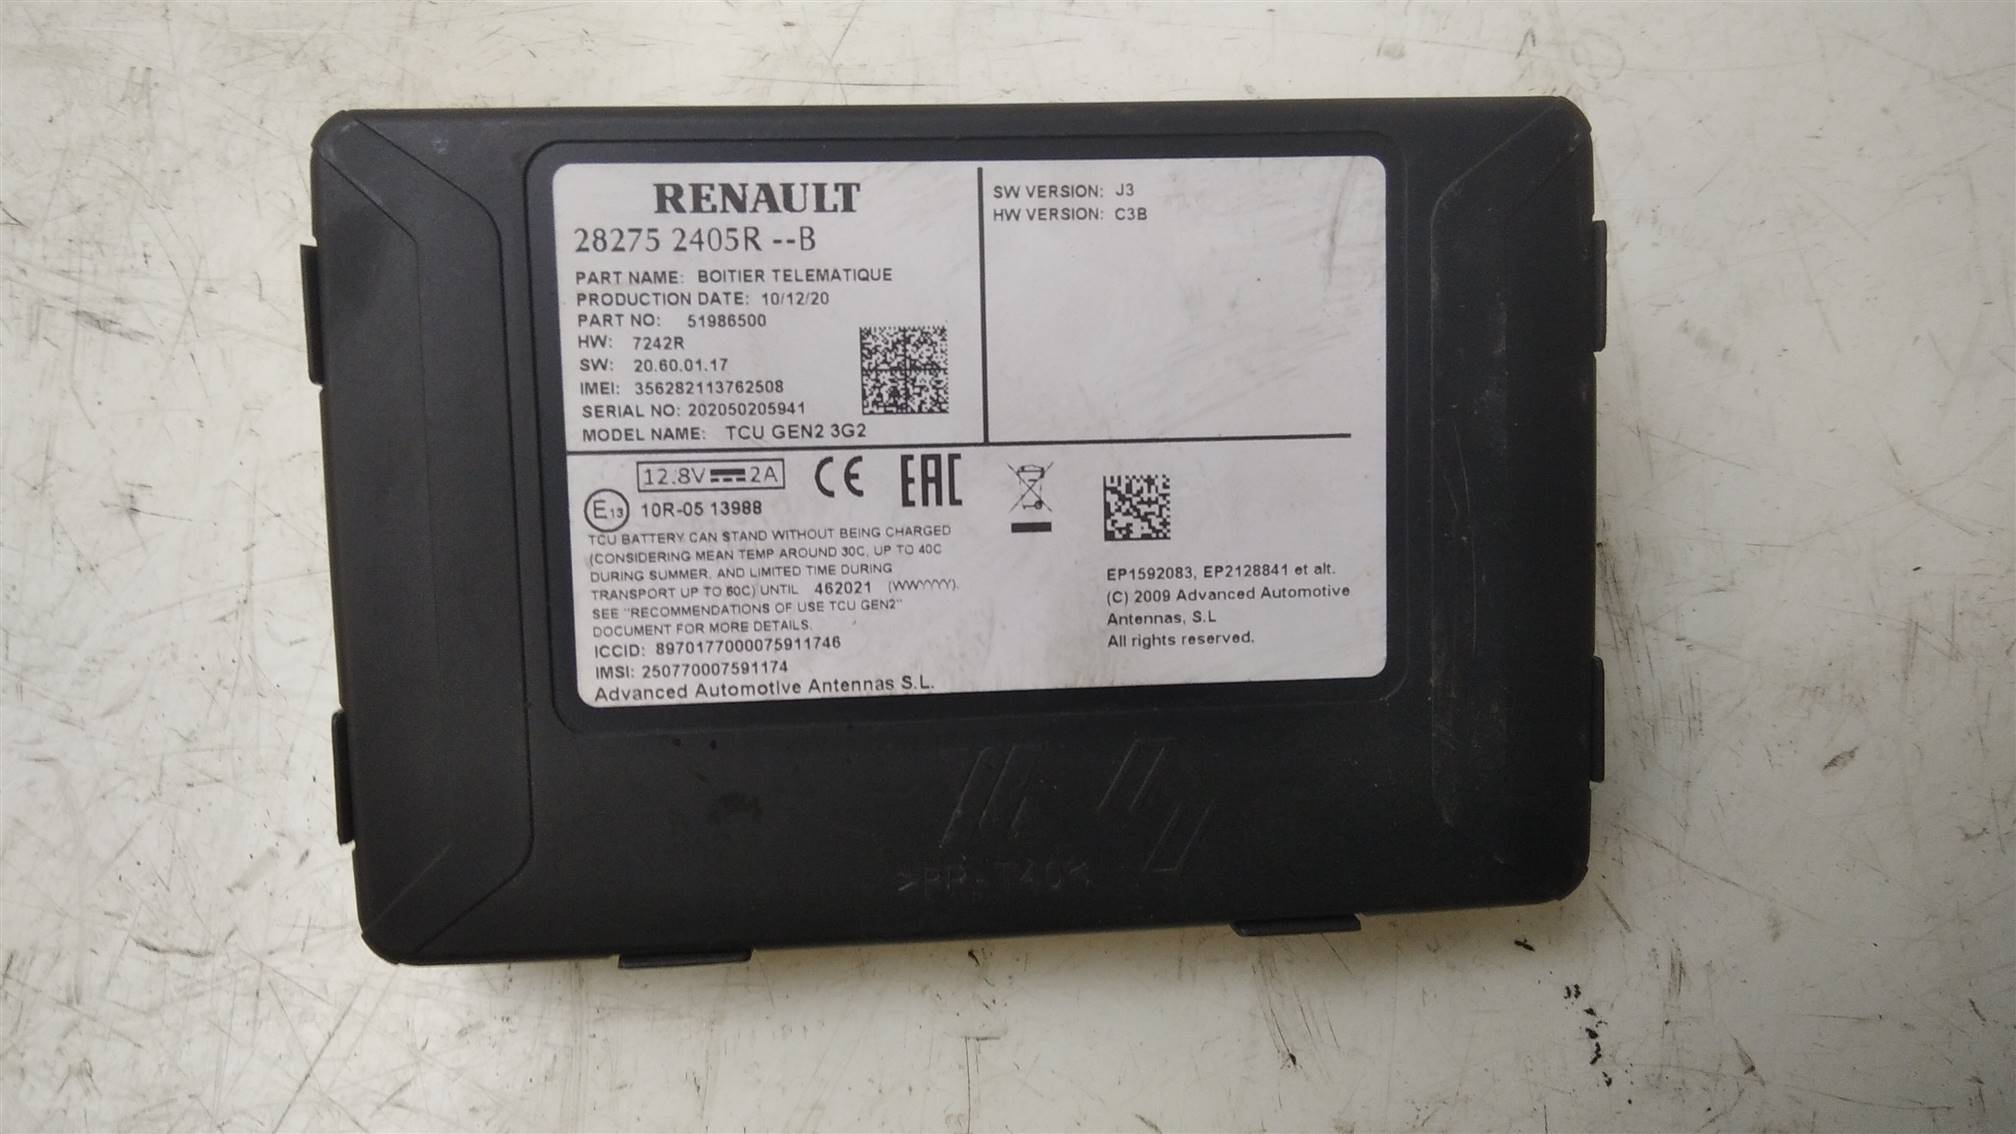 RENAULT
28275 2405R --B
PART NAME: BOITIER TELEMATIQUE
PRODUCTION DATE: 10/12/20
PART NO: 51986500
HW: 7242R
SW: 20.60.01.17
IMEI: 356282113762508
SERIAL NO: 202050205941
MODEL NAME: TCU GEN2 3G2
SW VERSION: J3
HW VERSION: C3B
12.8V 2A
CE
EAC
E13
10R-05 13988
TCU BATTERY CAN STAND WITHOUT BEING CHARGED
(CONSIDERING MEAN TEMP AROUND 30C, UP TO 40C
DURING SUMMER, AND LIMITED TIME DURING
TRANSPORT UP TO 60C) UNTIL 462021 (WWYYYY).
SEE "RECOMMENDATIONS OF USE TCU GEN2"
DOCUMENT FOR MORE DETAILS.
ICCID: 8970177000075911746
IMSI: 250770007591174
Advanced Automotive Antennas S.L.
EP1592083, EP2128841 et alt.
(C) 2009 Advanced Automotive
Antennas, S.L
All rights reserved.